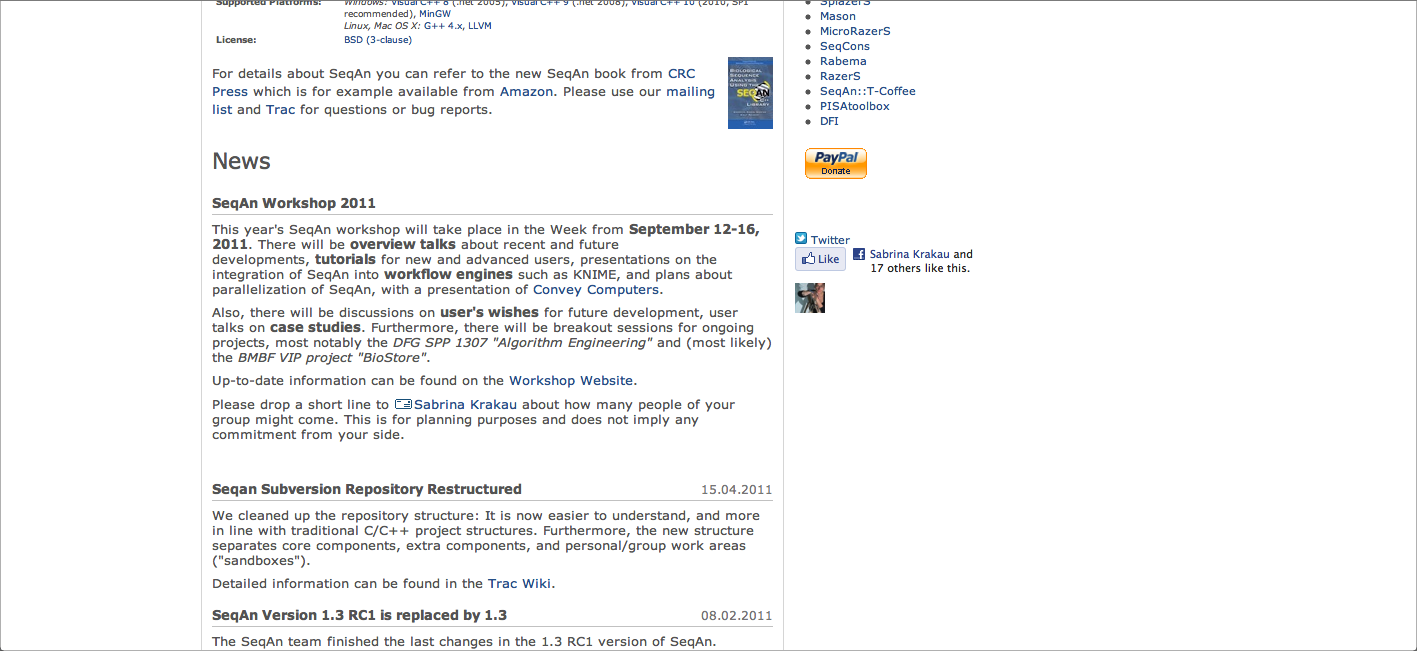 Supported Platforms: Windows: Visual C++ 8 (.net 2005), Visual C++ 9 (.net 2008), Visual C++ 10 (2010, SP1
recommended), MinGW
Linux, Mac OS X: G++ 4.x, LLVM
License: BSD (3-clause)
For details about SeqAn you can refer to the new SeqAn book from CRC
Press which is for example available from Amazon. Please use our mailing
list and Trac for questions or bug reports.
BIOLOGICAL
SEQUENCE
ANALYSIS
USING THE
SEQAN
C++
LIBRARY
News
SeqAn Workshop 2011
This year's SeqAn workshop will take place in the Week from September 12-16,
2011. There will be overview talks about recent and future
developments, tutorials for new and advanced users, presentations on the
integration of SeqAn into workflow engines such as KNIME, and plans about
parallelization of SeqAn, with a presentation of Convey Computers.
Also, there will be discussions on user's wishes for future development, user
talks on case studies. Furthermore, there will be breakout sessions for ongoing
projects, most notably the DFG SPP 1307 "Algorithm Engineering" and (most likely)
the BMBF VIP project "BioStore".
Up-to-date information can be found on the Workshop Website.
Please drop a short line to Sabrina Krakau about how many people of your
group might come. This is for planning purposes and does not imply any
commitment from your side.
Seqan Subversion Repository Restructured 15.04.2011
We cleaned up the repository structure: It is now easier to understand, and more
in line with traditional C/C++ project structures. Furthermore, the new structure
separates core components, extra components, and personal/group work areas
("sandboxes").
Detailed information can be found in the Trac Wiki.
SeqAn Version 1.3 RC1 is replaced by 1.3 08.02.2011
The SeqAn team finished the last changes in the 1.3 RC1 version of SeqAn.
SplazerS
Mason
MicroRazerS
SeqCons
Rabema
RazerS
SeqAn::T-Coffee
PISAtoolbox
DFI
PayPal
Donate
Twitter
Like
Sabrina Krakau and
17 others like this.